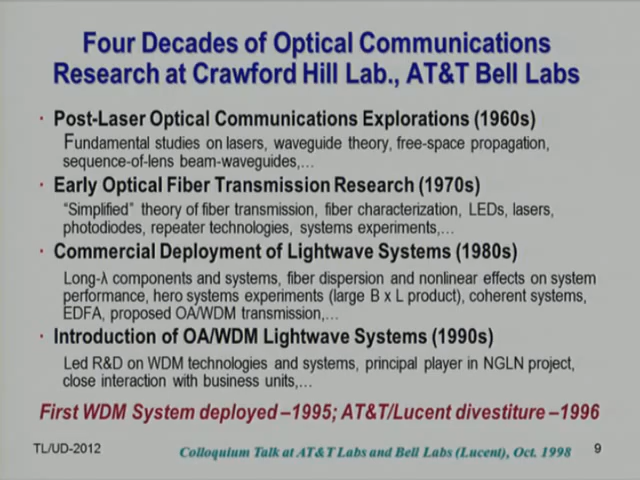 Four Decades of Optical Communications
Research at Crawford Hill Lab., AT&T Bell Labs
· Post-Laser Optical Communications Explorations (1960s)
Fundamental studies on lasers, waveguide theory, free-space propagation,
sequence-of-lens beam-waveguides,...
· Early Optical Fiber Transmission Research (1970s)
“Simplified” theory of fiber transmission, fiber characterization, LEDs, lasers,
photodiodes, repeater technologies, systems experiments,...
· Commercial Deployment of Lightwave Systems (1980s)
Long-λ components and systems, fiber dispersion and nonlinear effects on system
performance, hero systems experiments (large B x L product), coherent systems,
EDFA, proposed OA/WDM transmission,...
· Introduction of OA/WDM Lightwave Systems (1990s)
Led R&D on WDM technologies and systems, principal player in NGLN project,
close interaction with business units,...
First WDM System deployed –1995; AT&T/Lucent divestiture –1996
TL/UD-2012
Colloquium Talk at AT&T Labs and Bell Labs (Lucent), Oct. 1998
9